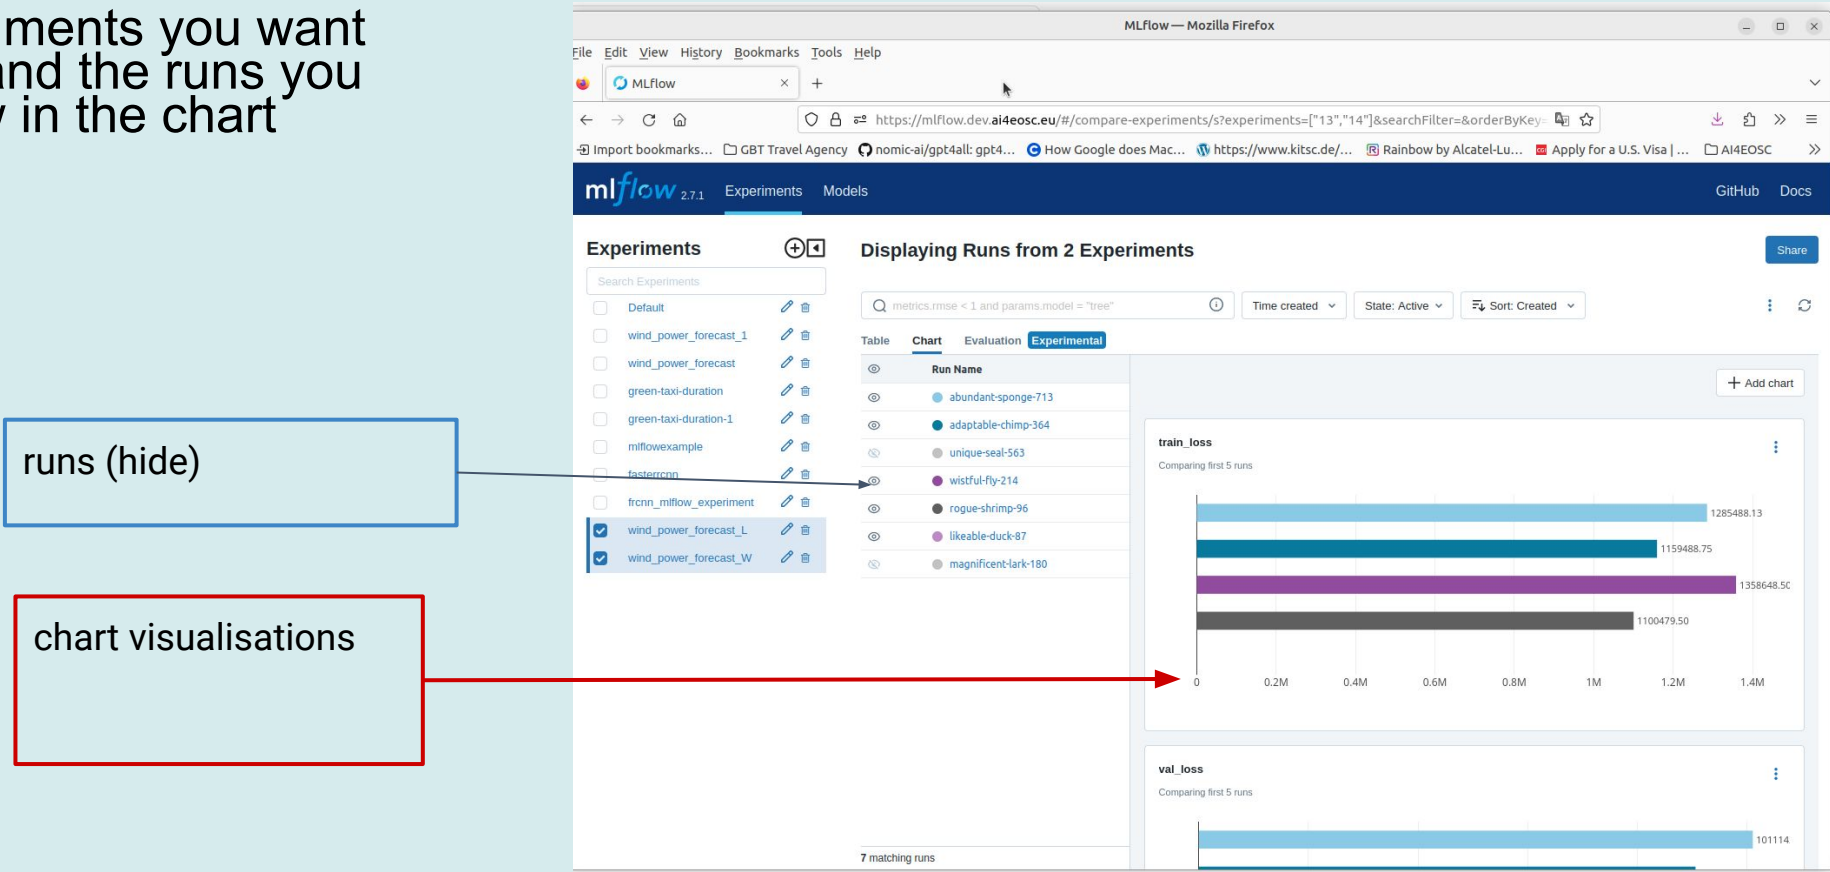 ments you want
and the runs you
in the chart
runs (hide)
chart visualisations
MLflow — Mozilla Firefox
File Edit View History Bookmarks Tools Help
MLflow
https://mlflow.dev.ai4eosc.eu/#/compare-experiments/s?experiments=["13","14"]&searchFilter=&orderByKey=
Import bookmarks… GBT Travel Agency nomic-ai/gpt4all: gpt4… How Google does Mac… https://www.kitsc.de/… Rainbow by Alcatel-Lu… Apply for a U.S. Visa | … AI4EOSC
mlflow 2.7.1 Experiments Models GitHub Docs
Experiments
Search Experiments
Default
wind_power_forecast_1
wind_power_forecast
green-taxi-duration
green-taxi-duration-1
mlflowexample
fasterrcnn
frcnn_mlflow_experiment
wind_power_forecast_L
wind_power_forecast_W
Displaying Runs from 2 Experiments
Share
metrics.rmse < 1 and params.model = "tree"
Time created
State: Active
Sort: Created
Table Chart Evaluation Experimental
Run Name
abundant-sponge-713
adaptable-chimp-364
unique-seal-563
wistful-fly-214
rogue-shrimp-96
likeable-duck-87
magnificent-lark-180
7 matching runs
+ Add chart
train_loss
Comparing first 5 runs
1285488.13
1159488.75
1358648.50
1100479.50
0 0.2M 0.4M 0.6M 0.8M 1M 1.2M 1.4M
val_loss
Comparing first 5 runs
101114